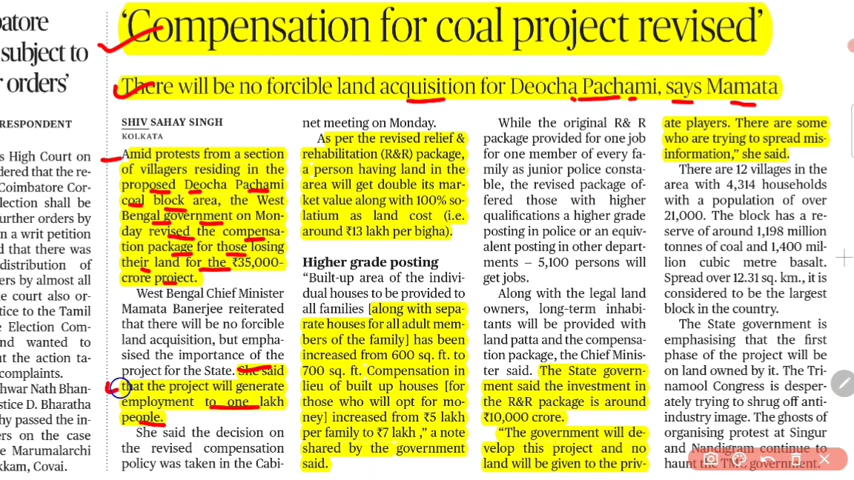 batore
subject to
r orders'
RESPONDENT
s High Court on
dered that the re-
Coimbatore Cor-
lection shall be
urther orders by
n a writ petition
d that there was
distribution of
ers by almost all
e court also or-
tice to the Tamil
e Election Com-
nd wanted to
ut the action ta-
complaints.
hwar Nath Bhan-
stice D. Bharatha
hy passed the in-
ers on the case
e Marumalarchi
kkam, Covai.
'Compensation for coal project revised'
There will be no forcible land acquisition for Deocha Pachami, says Mamata
SHIV SAHAY SINGH
KOLKATA
Amid protests from a section
of villagers residing in the
proposed Deocha Pachami
coal block area, the West
Bengal government on Mon-
day revised the compensa-
tion package for those losing
their land for the ₹35,000-
crore project.
West Bengal Chief Minister
Mamata Banerjee reiterated
that there will be no forcible
land acquisition, but empha-
sised the importance of the
project for the State. She said
that the project will generate
employment to one lakh
people.
She said the decision on
the revised compensation
policy was taken in the Cabi-
net meeting on Monday.
As per the revised relief &
rehabilitation (R&R) package,
a person having land in the
area will get double its mar-
ket value along with 100% so-
latium as land cost (i.e.
around ₹13 lakh per bigha).
Higher grade posting
"Built-up area of the indivi-
dual houses to be provided to
all families [along with sepa-
rate houses for all adult mem-
bers of the family] has been
increased from 600 sq. ft. to
700 sq. ft. Compensation in
lieu of built up houses [for
those who will opt for mo-
ney] increased from ₹5 lakh
per family to ₹7 lakh ," a note
shared by the government
said.
While the original R& R
package provided for one job
for one member of every fa-
mily as junior police consta-
ble, the revised package of-
fered those with higher
qualifications a higher grade
posting in police or an equi-
valent posting in other depart-
ments – 5,100 persons will
get jobs.
Along with the legal land
owners, long-term inhabi-
tants will be provided with
land patta and the compensa-
tion package, the Chief Minis-
ter said. The State govern-
ment said the investment in
the R&R package is around
₹10,000 crore.
"The government will de-
velop this project and no
land will be given to the priv-
ate players. There are some
who are trying to spread mis-
information," she said.
There are 12 villages in the
area with 4,314 households
with a population of over
21,000. The block has a re-
serve of around 1,198 million
tonnes of coal and 1,400 mil-
lion cubic metre basalt.
Spread over 12.31 sq. km., it is
considered to be the largest
block in the country.
The State government is
emphasising that the first
phase of the project will be
on land owned by it. The Tri-
namool Congress is desper-
ately trying to shrug off anti-
industry image. The ghosts of
organising protest at Singur
and Nandigram continue to
haunt the TMC government.